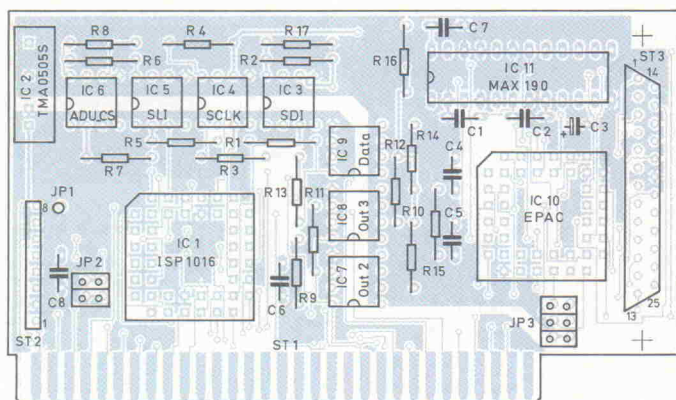 R8
R4
R17
C7
R6
R2
R16
IC 2
TMA0505S
IC 6
ADUCS
IC 5
SLI
IC 4
SCLK
IC 3
SDI
IC 11
MAX 190
ST3
1
14
C1
C2
+
C3
R5
R1
R7
R3
IC 9
Data
R12
R14
C4
JP1
8
R13
R11
IC 8
Out 3
R10
C5
IC 10
EPAC
IC 1
ISP1016
JP2
C8
C6
R9
IC 7
Out 2
R15
1
ST2
ST1
JP3
13
25